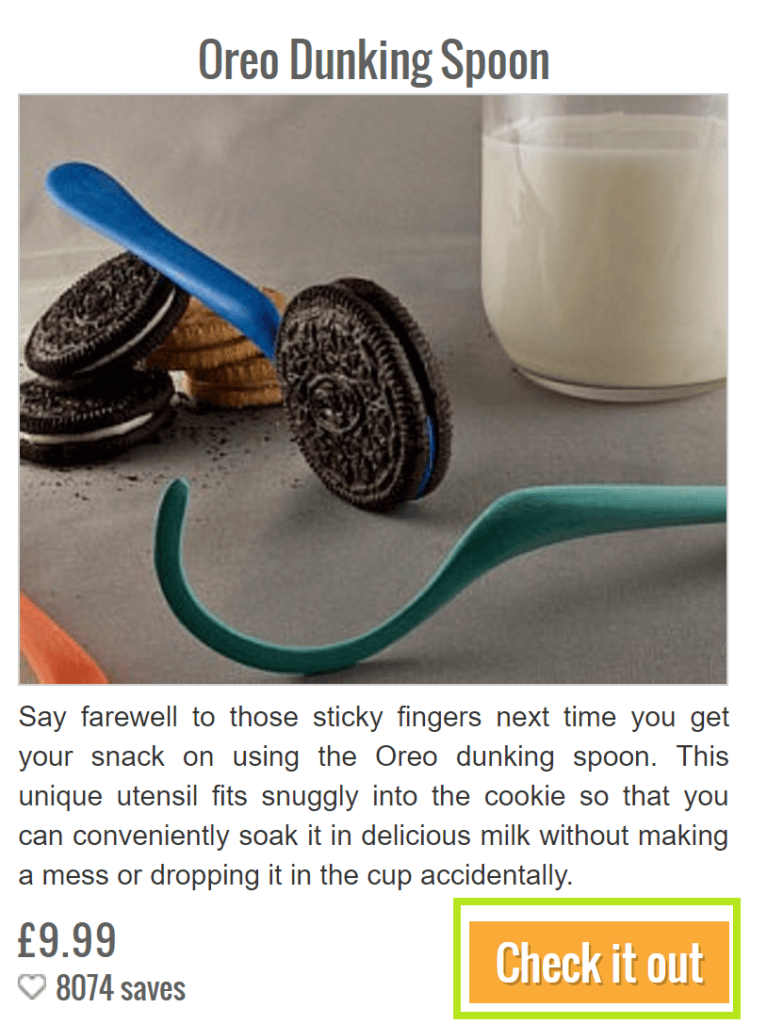 Oreo Dunking Spoon
Say farewell to those sticky fingers next time you get
your snack on using the Oreo dunking spoon. This
unique utensil fits snuggly into the cookie so that you
can conveniently soak it in delicious milk without making
a mess or dropping it in the cup accidentally.
£9.99
8074 saves
Check it out